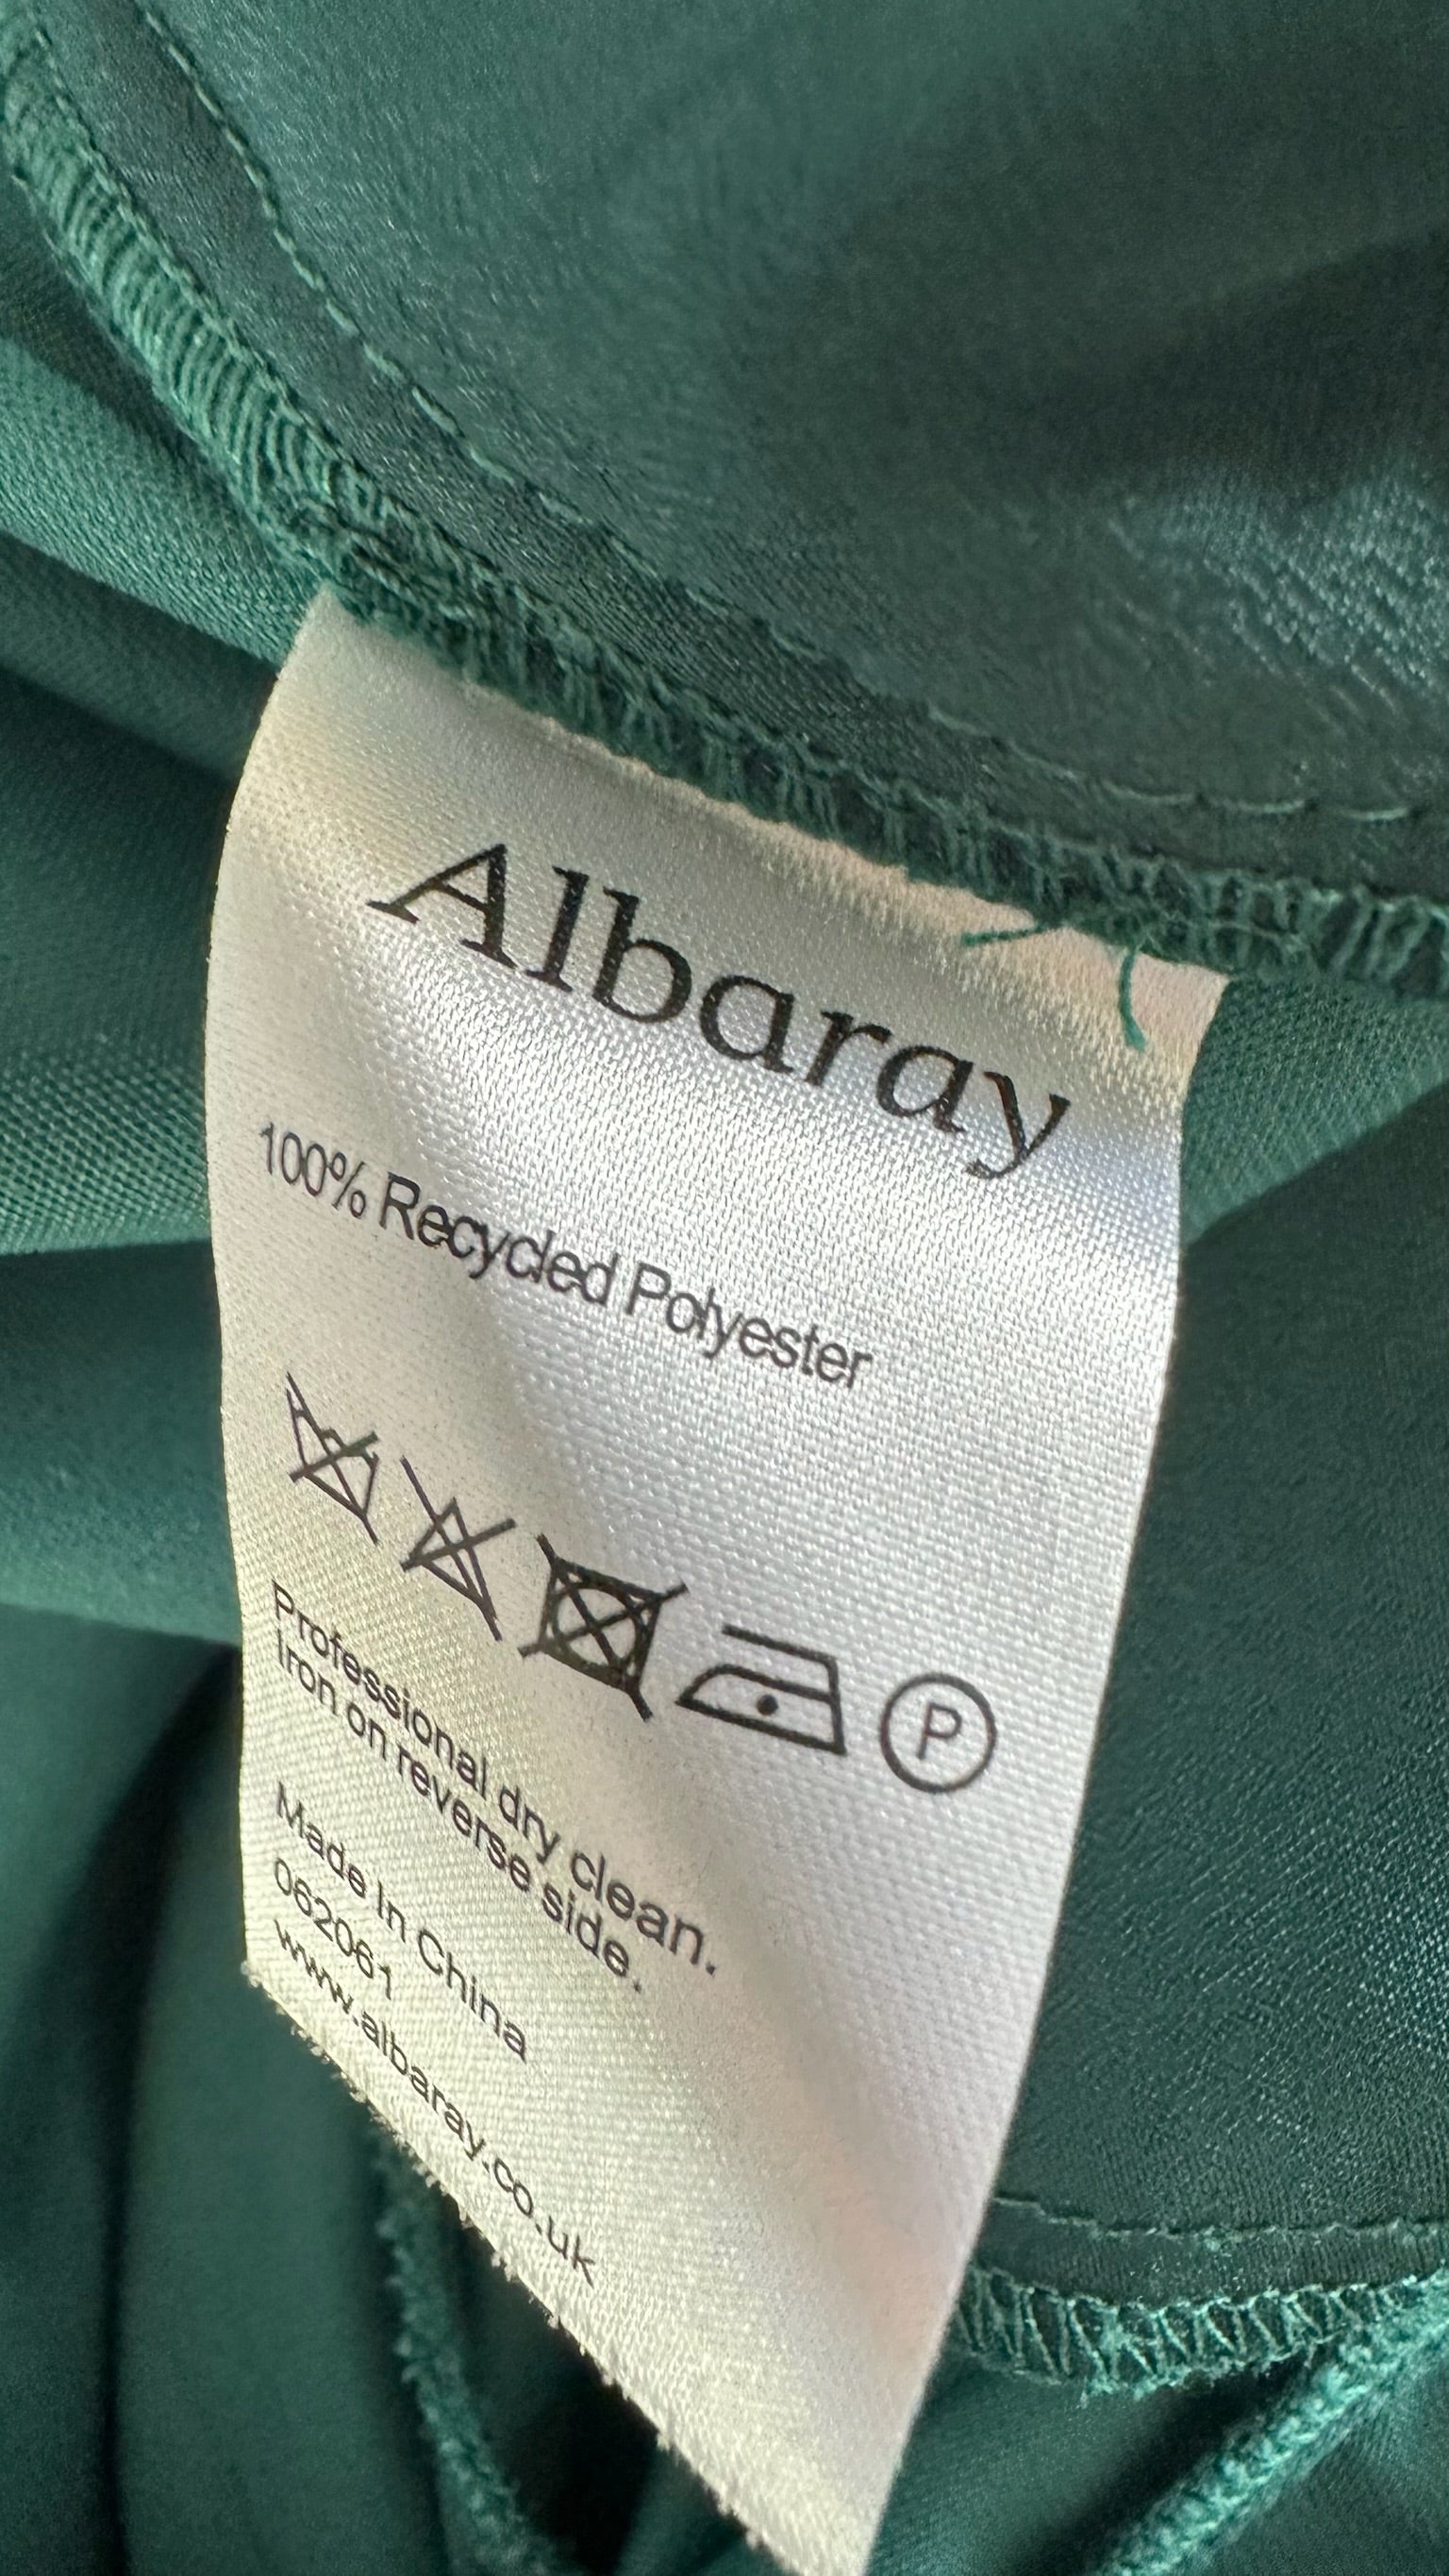 Albaray
100% Recycled Polyester
P
Professional dry clean.
Iron on reverse side.
Made In China
062061
www.albaray.co.uk